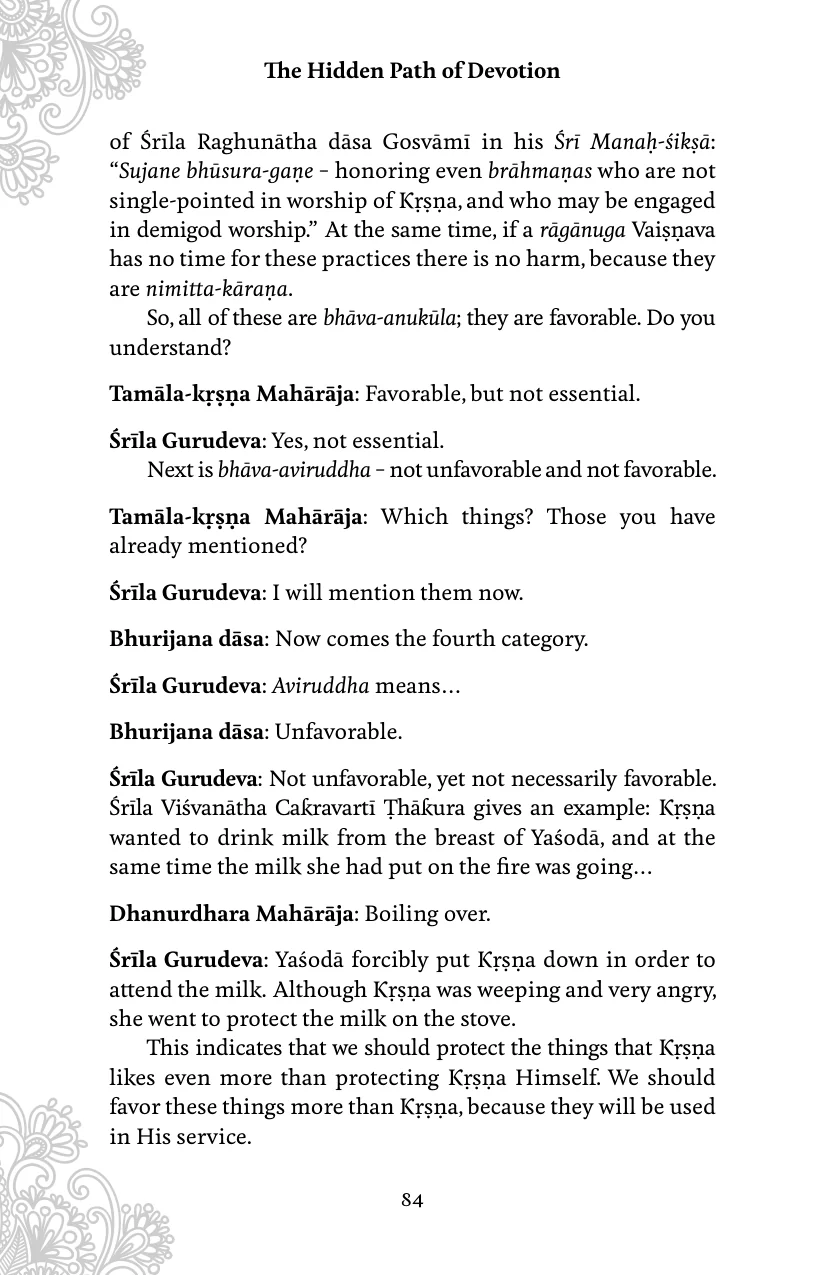 The Hidden Path of Devotion
of Śrīla Raghunātha dāsa Gosvāmī in his Śrī Manaḥ-śikṣā:
“Sujane bhūsura-gaṇe – honoring even brāhmaṇas who are not
single-pointed in worship of Kṛṣṇa, and who may be engaged
in demigod worship.” At the same time, if a rāgānuga Vaiṣṇava
has no time for these practices there is no harm, because they
are nimitta-kāraṇa.
So, all of these are bhāva-anukūla; they are favorable. Do you
understand?
Tamāla-kṛṣṇa Mahārāja: Favorable, but not essential.
Śrīla Gurudeva: Yes, not essential.
Next is bhāva-aviruddha – not unfavorable and not favorable.
Tamāla-kṛṣṇa Mahārāja: Which things? Those you have
already mentioned?
Śrīla Gurudeva: I will mention them now.
Bhurijana dāsa: Now comes the fourth category.
Śrīla Gurudeva: Aviruddha means…
Bhurijana dāsa: Unfavorable.
Śrīla Gurudeva: Not unfavorable, yet not necessarily favorable.
Śrīla Viśvanātha Cakravartī Ṭhākura gives an example: Kṛṣṇa
wanted to drink milk from the breast of Yaśodā, and at the
same time the milk she had put on the fire was going…
Dhanurdhara Mahārāja: Boiling over.
Śrīla Gurudeva: Yaśodā forcibly put Kṛṣṇa down in order to
attend the milk. Although Kṛṣṇa was weeping and very angry,
she went to protect the milk on the stove.
This indicates that we should protect the things that Kṛṣṇa
likes even more than protecting Kṛṣṇa Himself. We should
favor these things more than Kṛṣṇa, because they will be used
in His service.
84